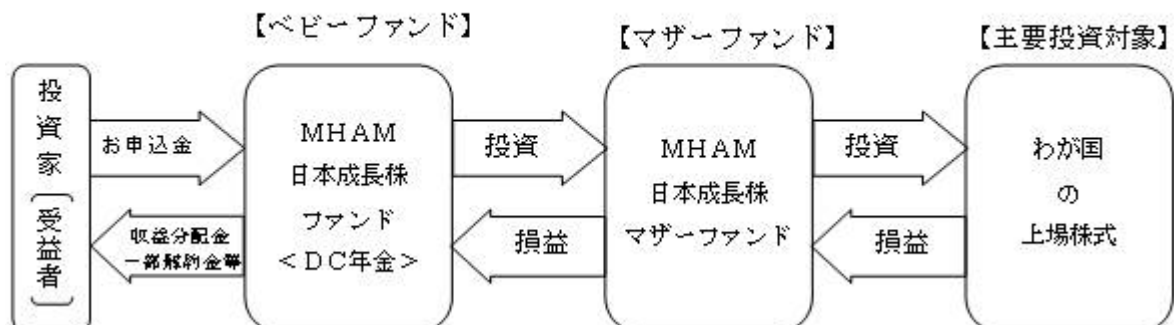 【ベビーファンド】
【マザーファンド】
【主要投資対象】
投資家
(受益者)
お申込金
収益分配金
一部解約金等
MHAM
日本成長株
ファンド
<DC年金>
投資
損益
MHAM
日本成長株
マザーファンド
投資
損益
わが国
の
上場株式